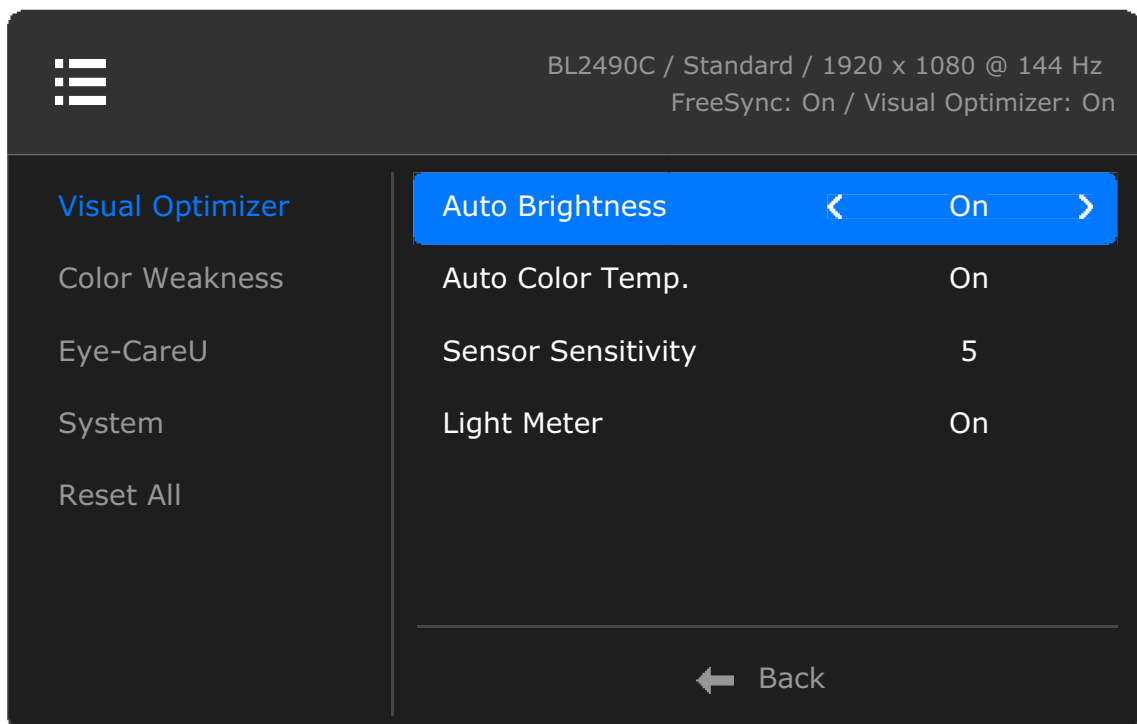 BL2490C / Standard / 1920 x 1080 @ 144 Hz
FreeSync: On / Visual Optimizer: On
Visual Optimizer
Color Weakness
Eye-CareU
System
Reset All
Auto Brightness On
Auto Color Temp. On
Sensor Sensitivity 5
Light Meter On
Back